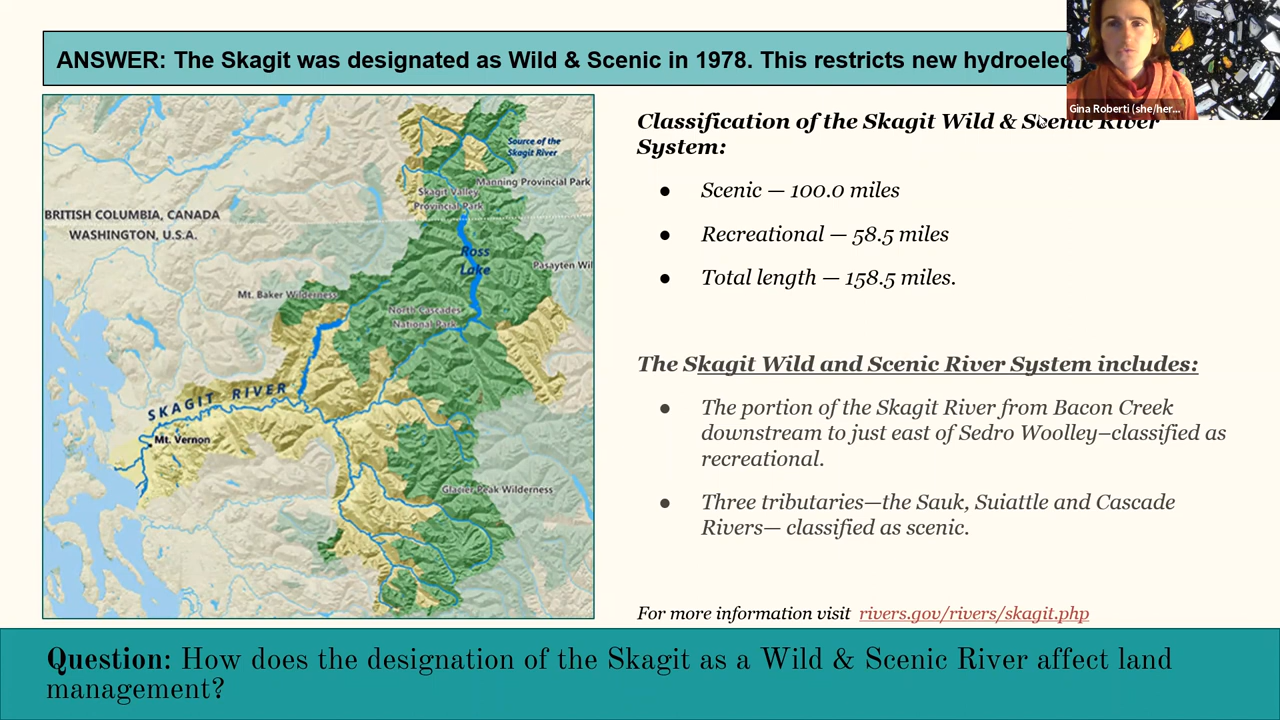 ANSWER: The Skagit was designated as Wild & Scenic in 1978. This restricts new
Gina Roberti (she/her...
Classification of the Skagit Wild & Scenic River
System:
● Scenic — 100.0 miles
● Recreational — 58.5 miles
● Total length — 158.5 miles.
The Skagit Wild and Scenic River System includes:
● The portion of the Skagit River from Bacon Creek
downstream to just east of Sedro Woolley–classified as
recreational.
● Three tributaries—the Sauk, Suiattle and Cascade
Rivers— classified as scenic.
For more information visit rivers.gov/rivers/skagit.php
Source of the
Skagit River
Manning Provincial Park
Skagit Valley
Provincial Park
BRITISH COLUMBIA, CANADA
WASHINGTON, U.S.A.
Ross
Lake
Pasayten Wil
Mt. Baker Wilderness
North Cascades
National Park
SKAGIT RIVER
Mt. Vernon
Glacier Peak Wilderness
Question: How does the designation of the Skagit as a Wild & Scenic River affect land
management?